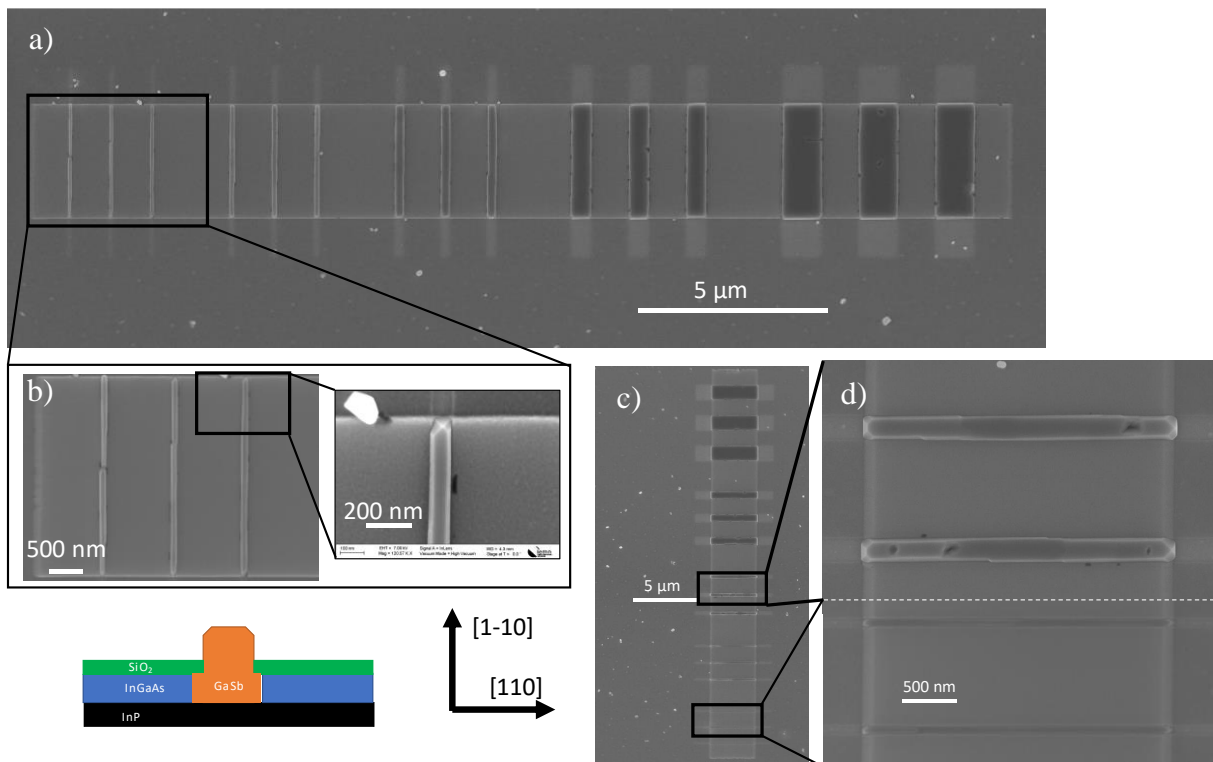 a)
5 µm
b)
500 nm
200 nm
c)
5 µm
d)
500 nm
SiO₂
InGaAs
GaSb
InP
[1-10]
[110]